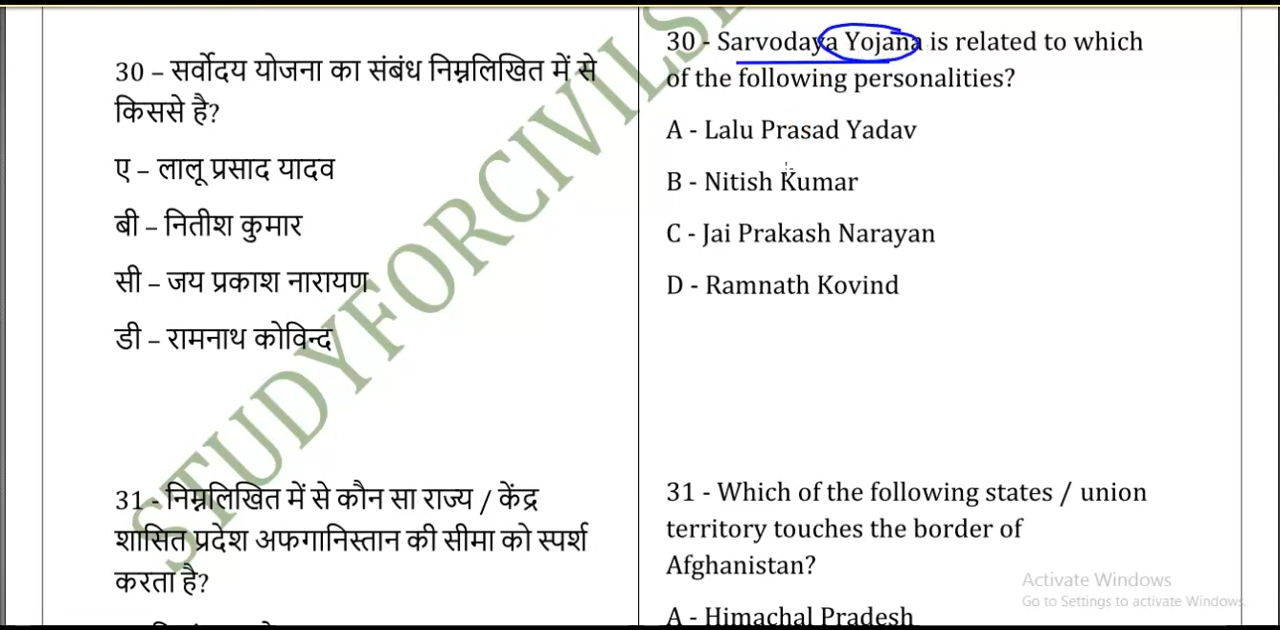 30 – सर्वोदय योजना का संबंध निम्नलिखित में से
किससे है?
ए – लालू प्रसाद यादव
बी – नितीश कुमार
सी – जय प्रकाश नारायण
डी – रामनाथ कोविन्द
31 - निम्नलिखित में से कौन सा राज्य / केंद्र
शासित प्रदेश अफगानिस्तान की सीमा को स्पर्श
करता है?
30 - Sarvodaya Yojana is related to which
of the following personalities?
A - Lalu Prasad Yadav
B - Nitish Kumar
C - Jai Prakash Narayan
D - Ramnath Kovind
31 - Which of the following states / union
territory touches the border of
Afghanistan?
A - Himachal Pradesh
STUDYFORCIVILSE
Activate Windows
Go to Settings to activate Windows.